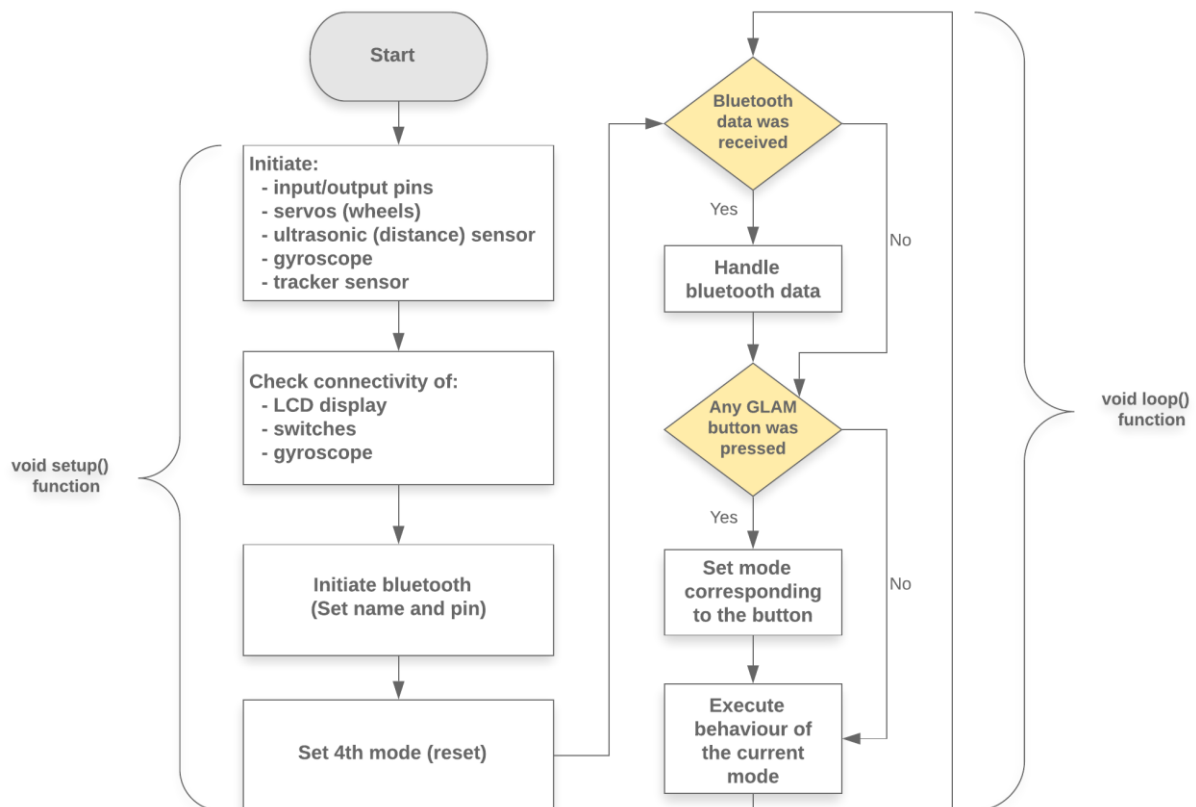 Start
void setup()
function
Initiate:
- input/output pins
- servos (wheels)
- ultrasonic (distance) sensor
- gyroscope
- tracker sensor
Check connectivity of:
- LCD display
- switches
- gyroscope
Initiate bluetooth
(Set name and pin)
Set 4th mode (reset)
Bluetooth
data was
received
Yes
No
Handle
bluetooth data
Any GLAM
button was
pressed
Yes
No
Set mode
corresponding
to the button
Execute
behaviour of
the current
mode
void loop()
function